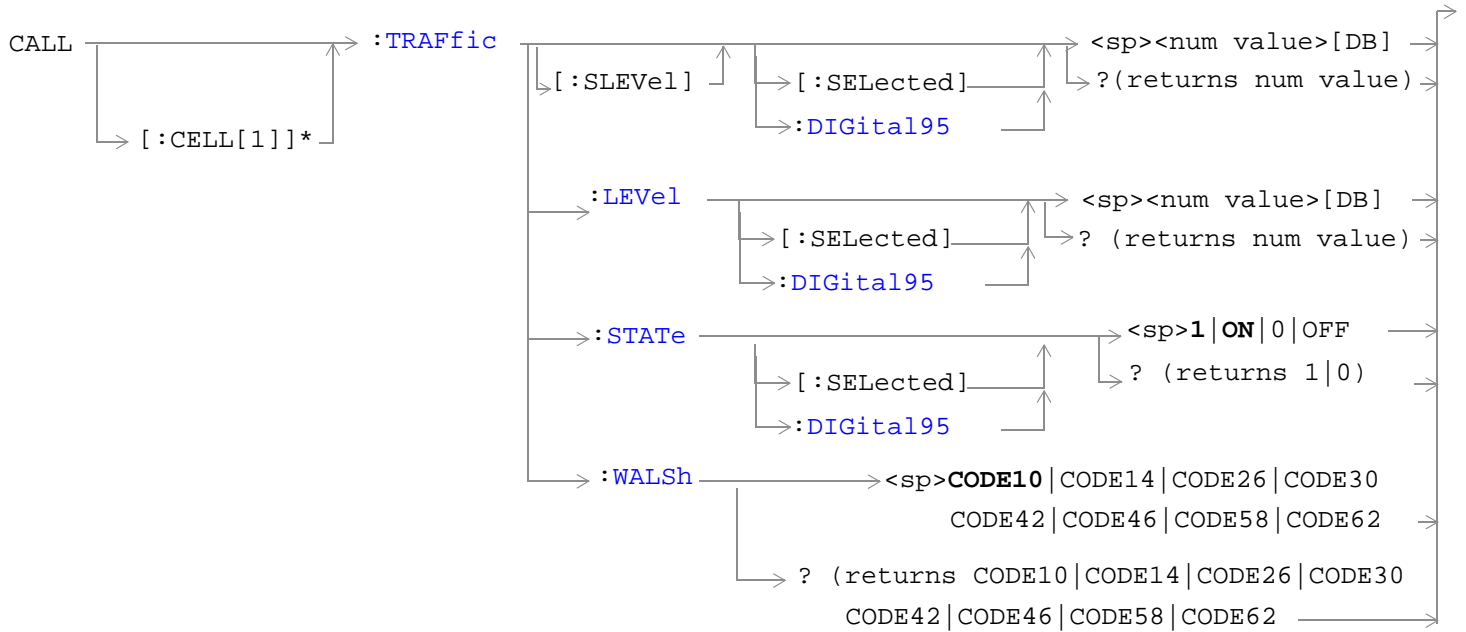 CALL :TRAFfic <sp><num value>[DB]
[:SLEVel] [:SELected] ?(returns num value)
[:CELL[1]]* :DIGital95
:LEVel <sp><num value>[DB]
[:SELected] ? (returns num value)
:DIGital95
:STATe <sp>1|ON|0|OFF
[:SELected] ? (returns 1|0)
:DIGital95
:WALSh <sp>CODE10|CODE14|CODE26|CODE30
CODE42|CODE46|CODE58|CODE62
? (returns CODE10|CODE14|CODE26|CODE30
CODE42|CODE46|CODE58|CODE62